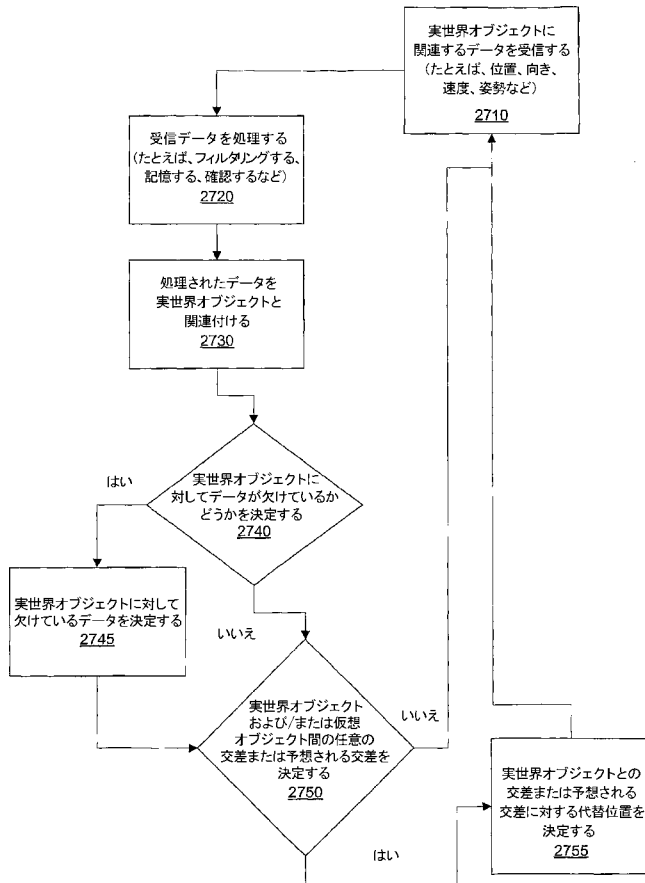 実世界オブジェクトに
関連するデータを受信する
(たとえば、位置、向き、
速度、姿勢など)
2710
受信データを処理する
(たとえば、フィルタリングする、
記憶する、確認するなど)
2720
処理されたデータを
実世界オブジェクトと
関連付ける
2730
実世界オブジェクトに
対してデータが欠けているか
どうかを決定する
2740
はい
いいえ
実世界オブジェクトに対して
欠けているデータを決定する
2745
実世界オブジェクト
および/または仮想
オブジェクト間の任意の
交差または予想される交差を
決定する
2750
いいえ
はい
実世界オブジェクトとの
交差または予想される
交差に対する代替位置を
決定する
2755